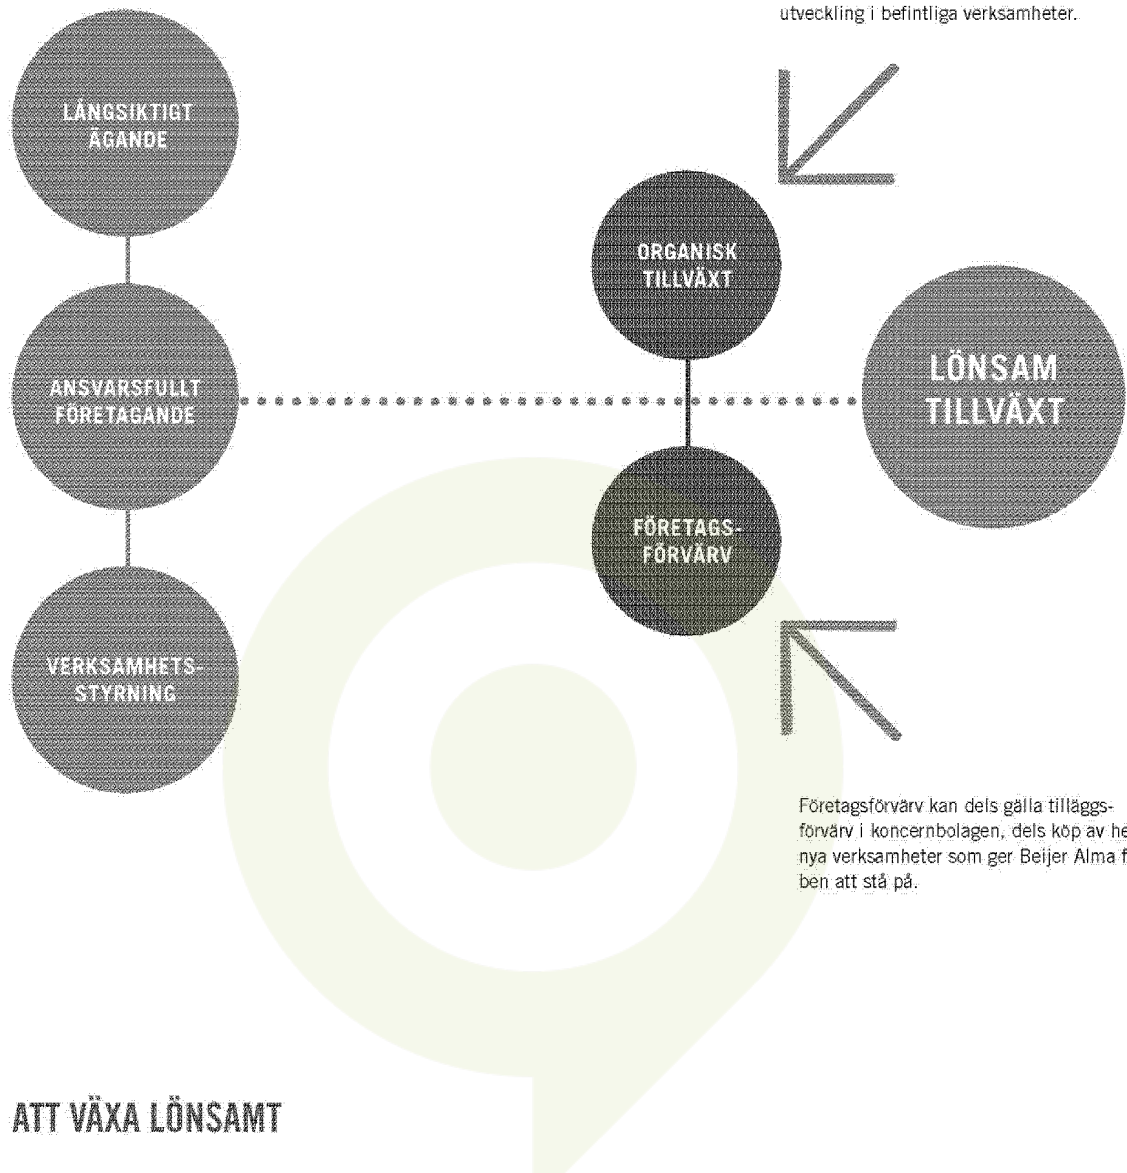 utveckling i befintliga verksamheter.
LÅNGSIKTIGT
ÄGANDE
ORGANISK
TILLVÄXT
ANSVARSFULLT
FÖRETAGANDE
LÖNSAM
TILLVÄXT
FÖRETAGS-
FÖRVÄRV
VERKSAMHETS-
STYRNING
Företagsförvärv kan dels gälla tilläggs-
förvärv i koncernbolagen, dels köp av he
nya verksamheter som ger Beijer Alma f
ben att stå på.
ATT VÄXA LÖNSAMT